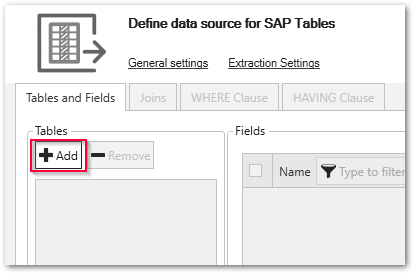 Define data source for SAP Tables
General settings Extraction Settings
Tables and Fields Joins WHERE Clause HAVING Clause
Tables Fields
Add Remove
Name Type to filter